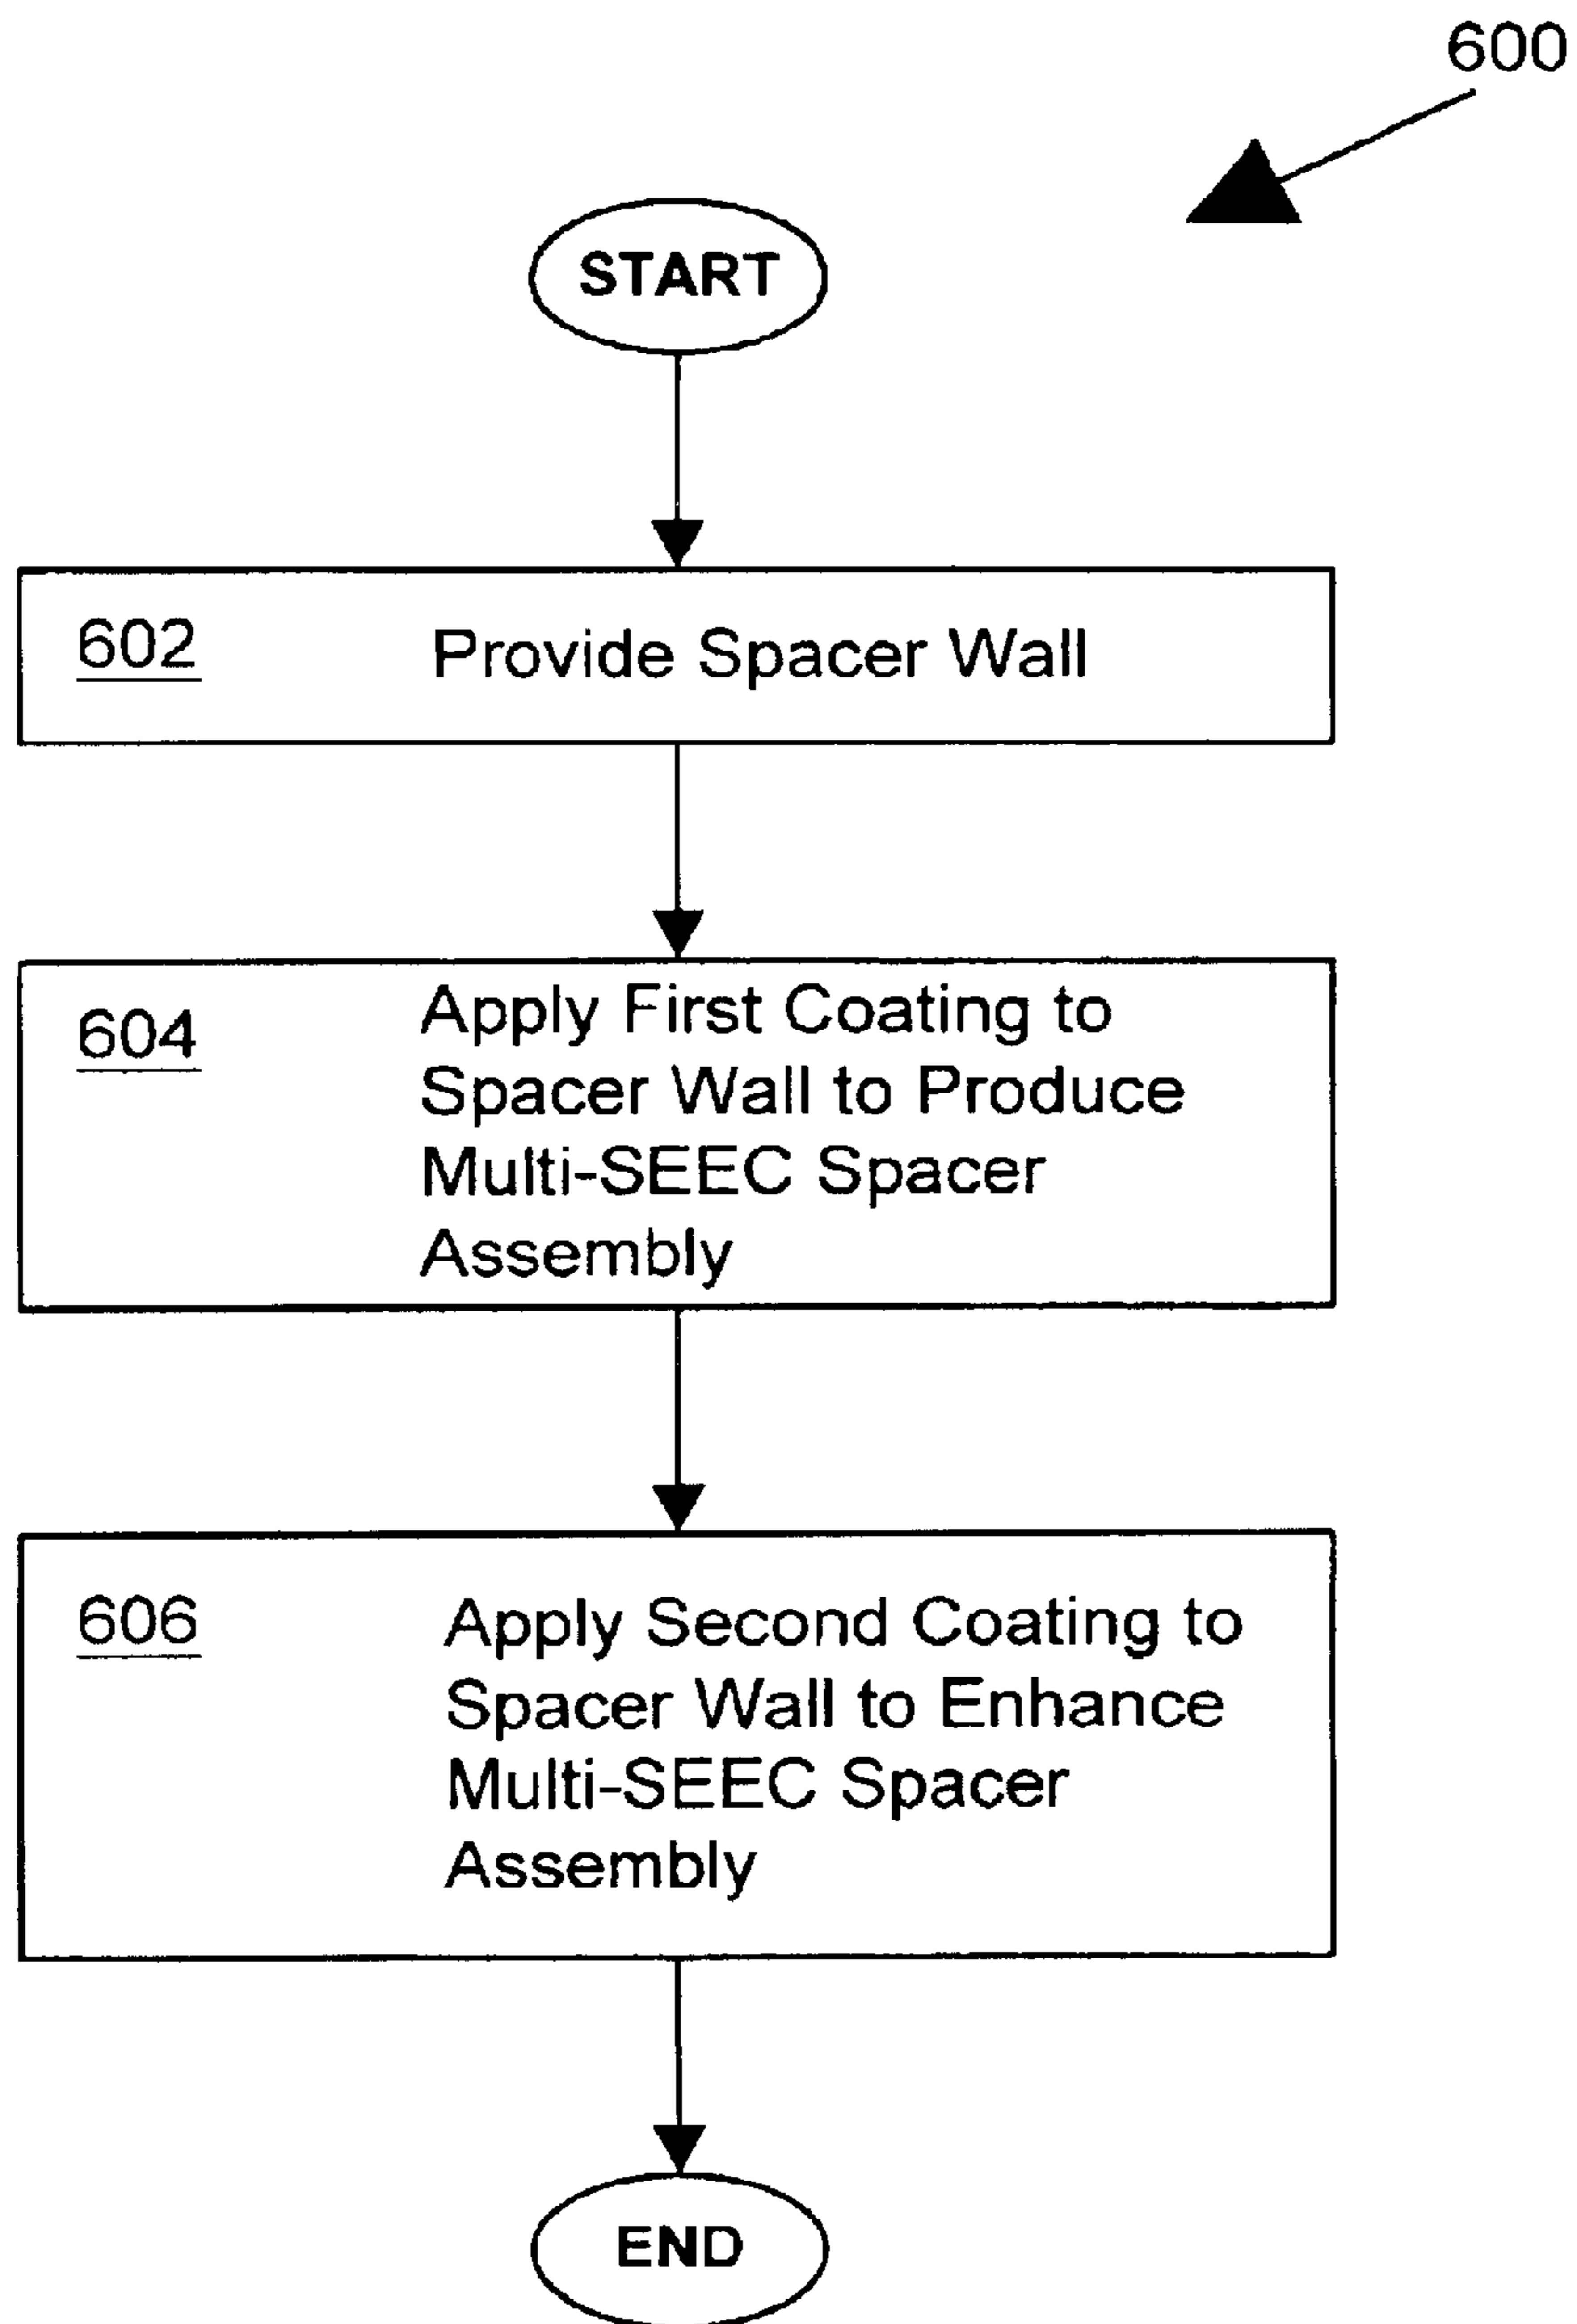 600
START
602
Provide Spacer Wall
604
Apply First Coating to
Spacer Wall to Produce
Multi-SEEC Spacer
Assembly
606
Apply Second Coating to
Spacer Wall to Enhance
Multi-SEEC Spacer
Assembly
END